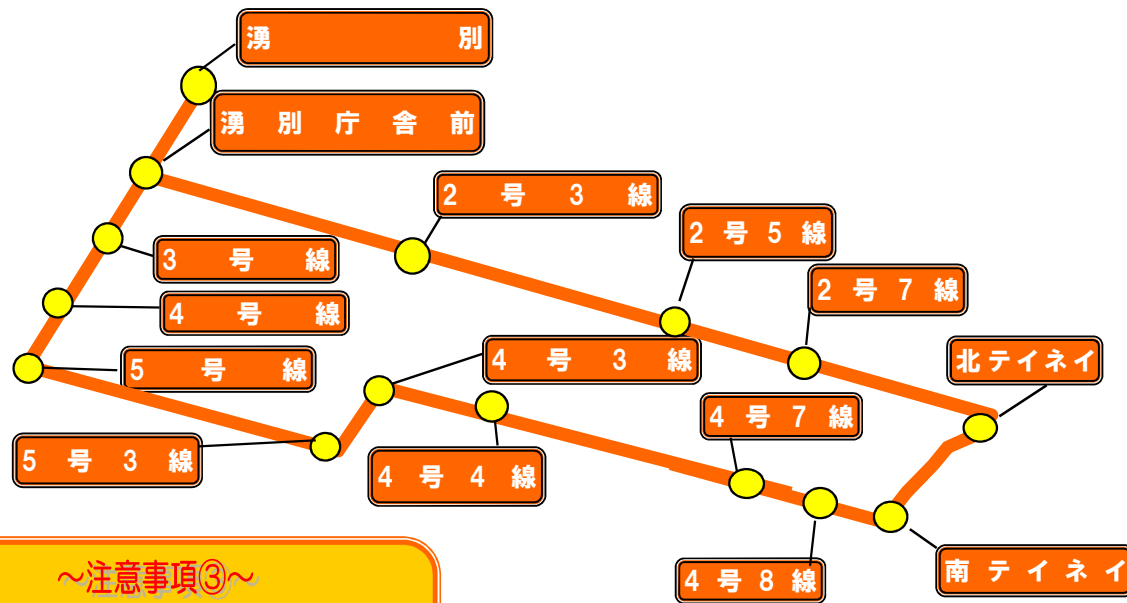 湧別
湧別庁舎前
2号3線
2号5線
3号線
2号7線
4号線
4号3線
北テイネイ
5号線
4号7線
5号3線
4号4線
4号8線
南テイネイ
～注意事項③～